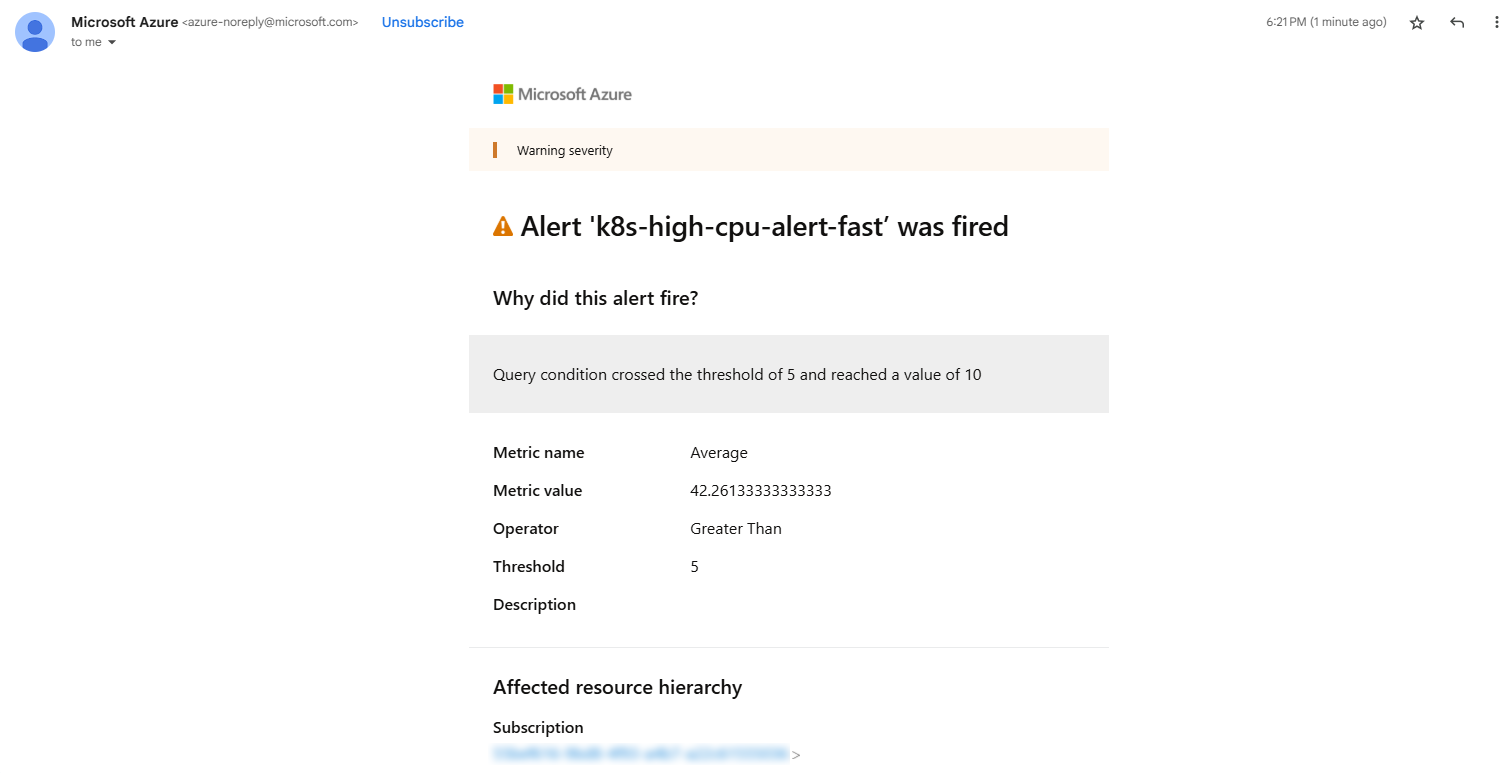 Microsoft Azure <azure-noreply@microsoft.com> Unsubscribe 6:21 PM (1 minute ago)
to me
Microsoft Azure
Warning severity
Alert 'k8s-high-cpu-alert-fast’ was fired
Why did this alert fire?
Query condition crossed the threshold of 5 and reached a value of 10
Metric name Average
Metric value 42.26133333333333
Operator Greater Than
Threshold 5
Description
Affected resource hierarchy
Subscription
>